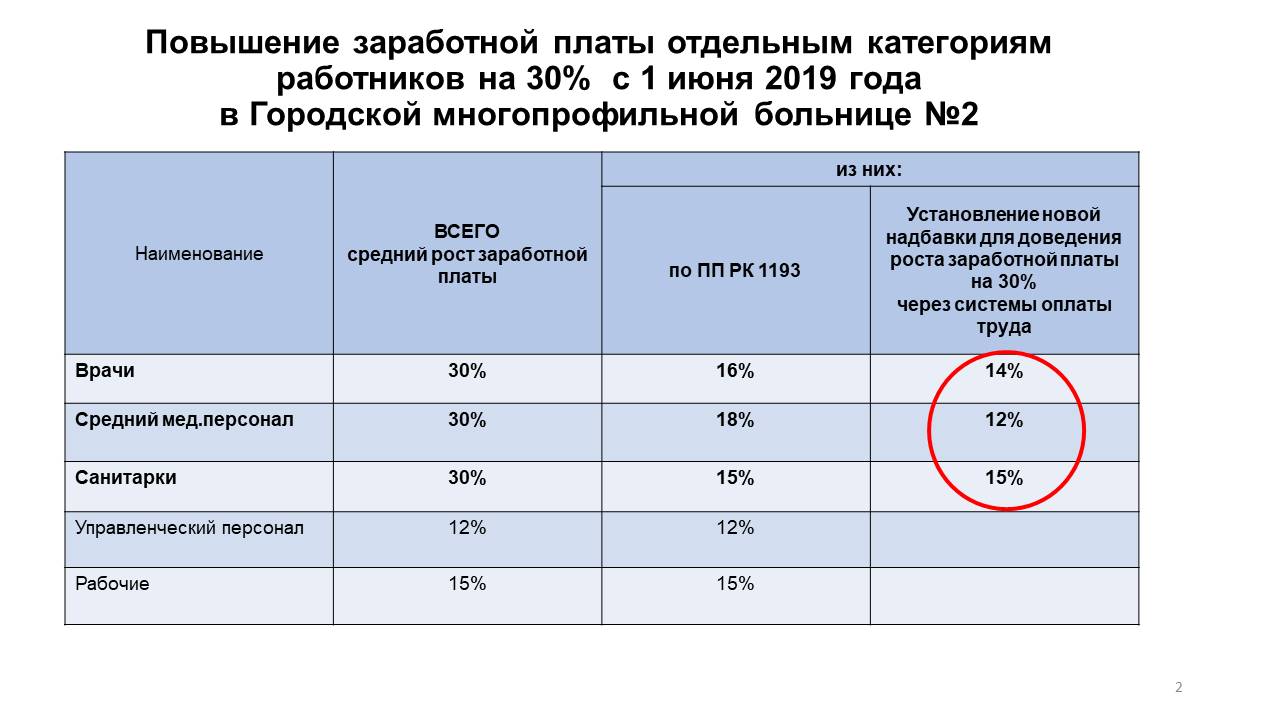 Повышение заработной платы отдельным категориям
работников на 30% с 1 июня 2019 года
в Городской многопрофильной больнице №2
Наименование
ВСЕГО
средний рост заработной
платы
из них:
по ПП РК 1193
Установление новой
надбавки для доведения
роста заработной платы
на 30%
через системы оплаты
труда
Врачи 30% 16% 14%
Средний мед.персонал 30% 18% 12%
Санитарки 30% 15% 15%
Управленческий персонал 12% 12%
Рабочие 15% 15%
2